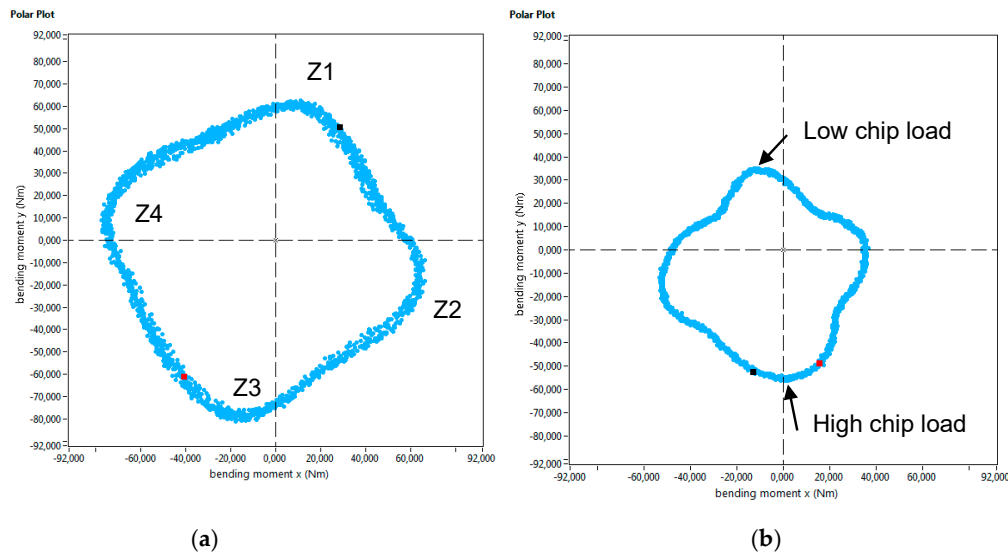 Polar Plot
92,000
80,000
70,000
60,000
50,000
40,000
30,000
20,000
10,000
0,000
-10,000
-20,000
-30,000
-40,000
-50,000
-60,000
-70,000
-80,000
-92,000
bending moment y (Nm)
-92,000 -60,000 -40,000 -20,000 0,000 20,000 40,000 60,000 92,000
bending moment x (Nm)
Z1
Z4
Z2
Z3
(a)
Polar Plot
92,000
80,000
70,000
60,000
50,000
40,000
30,000
20,000
10,000
0,000
-10,000
-20,000
-30,000
-40,000
-50,000
-60,000
-70,000
-80,000
-92,000
bending moment y (Nm)
-92,000 -60,000 -40,000 -20,000 0,000 20,000 40,000 60,000 92,000
bending moment x (Nm)
Low chip load
High chip load
(b)